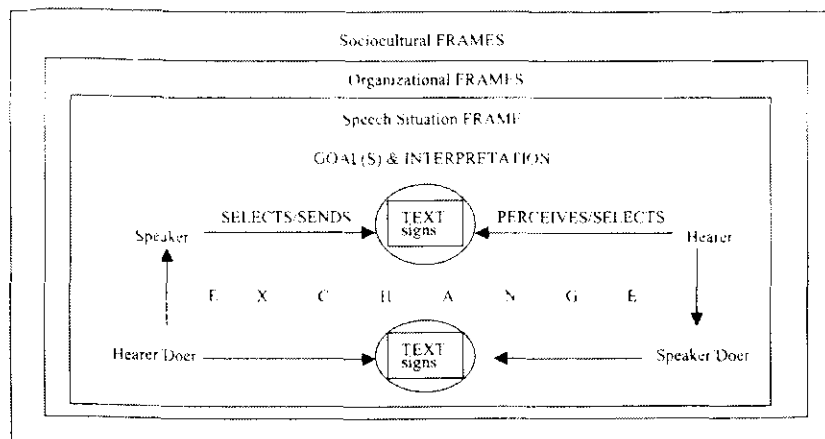 Sociocultural FRAMES
Organizational FRAMES
Speech Situation FRAME
GOAL(S) & INTERPRETATION
SELECTS/SENDS TEXT PERCEIVES/SELECTS
signs
Speaker Hearer
E X C H A N G E
Hearer/Doer TEXT Speaker/Doer
signs